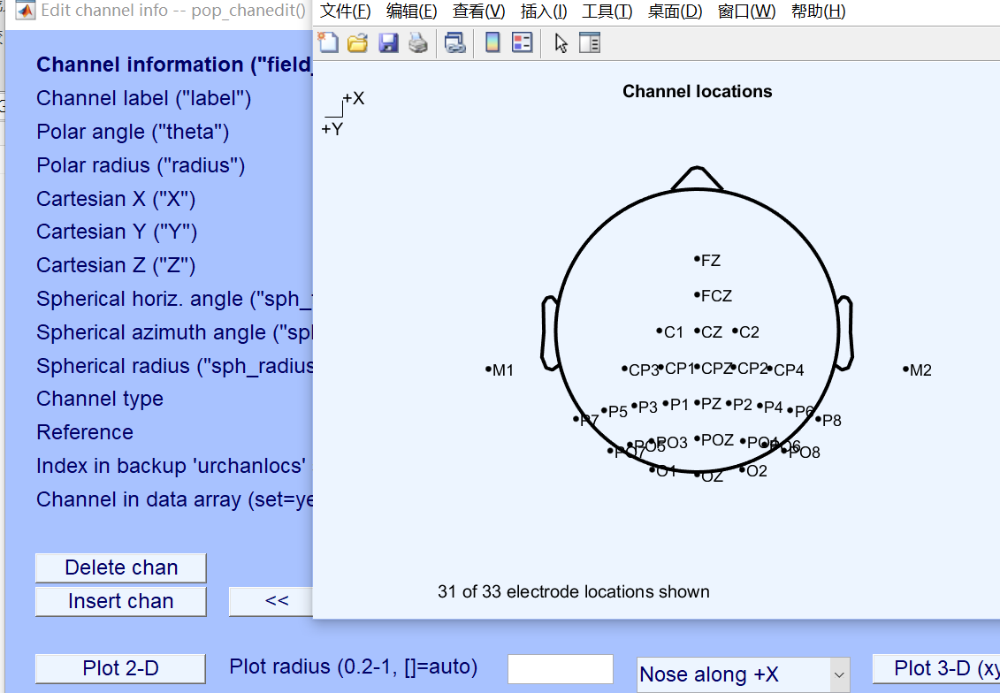 Edit channel info -- pop_chanedit()
文件(F) 编辑(E) 查看(V) 插入(I) 工具(T) 桌面(D) 窗口(W) 帮助(H)
Channel information ("field_
Channel label ("label")
Polar angle ("theta")
Polar radius ("radius")
Cartesian X ("X")
Cartesian Y ("Y")
Cartesian Z ("Z")
Spherical horiz. angle ("sph_
Spherical azimuth angle ("sph
Spherical radius ("sph_radius
Channel type
Reference
Index in backup 'urchanlocs'
Channel in data array (set=ye
Delete chan
Insert chan
<<
Plot 2-D
Plot radius (0.2-1, []=auto)
Nose along +X
Plot 3-D (xy
+X
+Y
Channel locations
FZ
FCZ
C1 CZ C2
M1 CP3 CP1 CPZ CP2 CP4 M2
P7 P5 P3 P1 PZ P2 P4 P6 P8
PO7 PO5 PO3 POZ PO4 PO6 PO8
O1 OZ O2
31 of 33 electrode locations shown